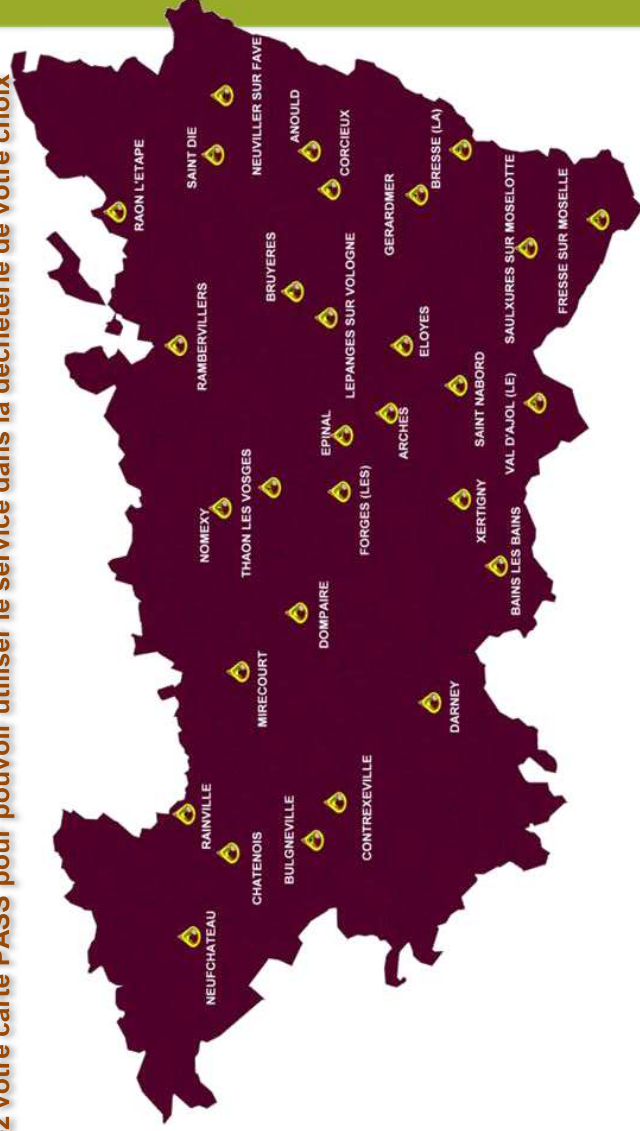 votre carte PASS pour pouvoir utiliser le service dans la déchèterie de votre choix
RAON L'ETAPE
SAINT DIE
NEUVILLER SUR FAVE
ANOULD
CORCIEUX
RAMBERVILLERS
BRUYERES
GERARDMER
BRESSE (LA)
LEPANGES SUR VOLOGNE
SAULXURES SUR MOSELOTTE
FRESSE SUR MOSELLE
ELOYES
EPINAL
ARCHES
SAINT NABORD
VAL D'AJOL (LE)
NOMEXY
THAON LES VOSGES
FORGES (LES)
XERTIGNY
BAINS LES BAINS
DOMPAIRE
MIRECOURT
DARNEY
RAINVILLE
CHATENOIS
BULGNEVILLE
CONTREXEVILLE
NEUFCHATEAU